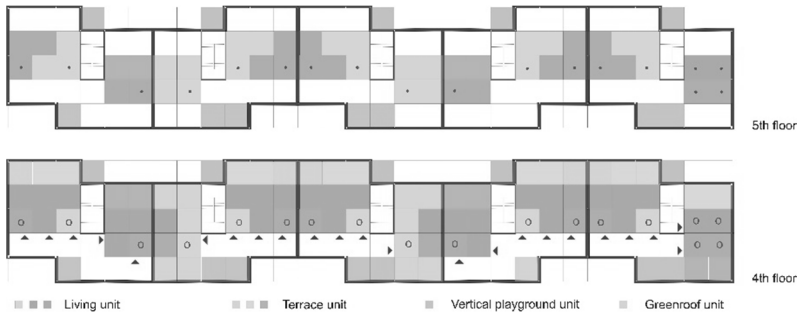 5th floor
4th floor
Living unit Terrace unit Vertical playground unit Greenroof unit